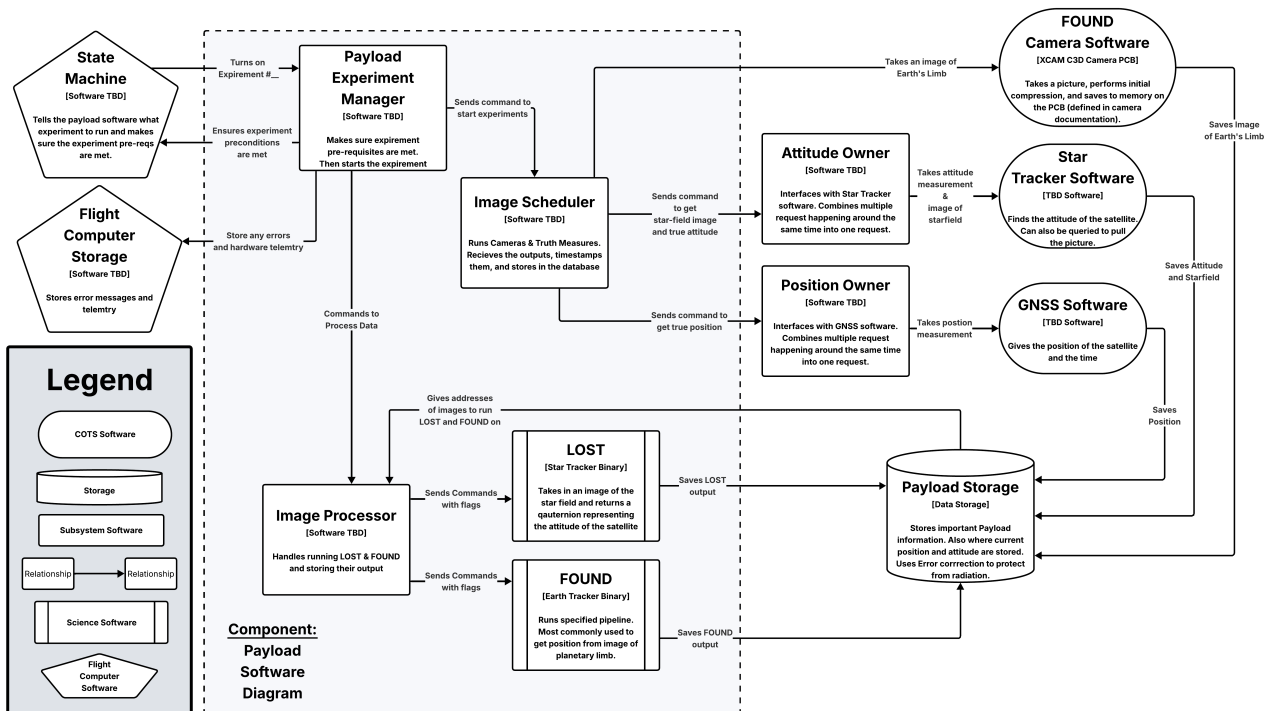 State
Machine
[Software TBD]
Tells the payload software what
experiment to run and makes
sure the experiment pre-reqs
are met.
Turns on
Expirement #__
Ensures experiment
preconditions
are met
Payload
Experiment
Manager
[Software TBD]
Makes sure expirement
pre-requisites are met.
Then starts the expirement
Sends command to
start experiments
Flight
Computer
Storage
[Software TBD]
Stores error messages and
telemtry
Store any errors
and hardware telemtry
Commands to
Process Data
Image Scheduler
[Software TBD]
Runs Cameras & Truth Measures.
Recieves the outputs, timestamps
them, and stores in the database
Takes an image of
Earth's Limb
FOUND
Camera Software
[XCAM C3D Camera PCB]
Takes a picture, performs initial
compression, and saves to memory on
the PCB (defined in camera
documentation).
Saves Image
of Earth's Limb
Sends command
to get
star-field image
and true attitude
Attitude Owner
[Software TBD]
Interfaces with Star Tracker
software. Combines multiple
request happening around the
same time into one request.
Takes attitude
measurement
&
image of
starfield
Star
Tracker Software
[TBD Software]
Finds the attitude of the satellite.
Can also be queried to pull
the picture.
Saves Attitude
and Starfield
Sends command to
get true position
Position Owner
[Software TBD]
Interfaces with GNSS software.
Combines multiple request
happening around the same time
into one request.
Takes postion
measurement
GNSS Software
[TBD Software]
Gives the position of the satellite
and the time
Saves
Position
Gives addresses
of images to run
LOST and FOUND on
Image Processor
[Software TBD]
Handles running LOST & FOUND
and storing their output
Sends Commands
with flags
LOST
[Star Tracker Binary]
Takes in an image of the
star field and returns a
qauternion representing
the attitude of the satellite
Saves LOST
output
Sends Commands
with flags
FOUND
[Earth Tracker Binary]
Runs specified pipeline.
Most commonly used to
get position from image of
planetary limb.
Saves FOUND
output
Payload Storage
[Data Storage]
Stores important Payload
information. Also where current
position and attitude are stored.
Uses Error corrrection to protect
from radiation.
Legend
COTS Software
Storage
Subsystem Software
Relationship
Relationship
Science Software
Flight
Computer
Software
Component:
Payload
Software
Diagram